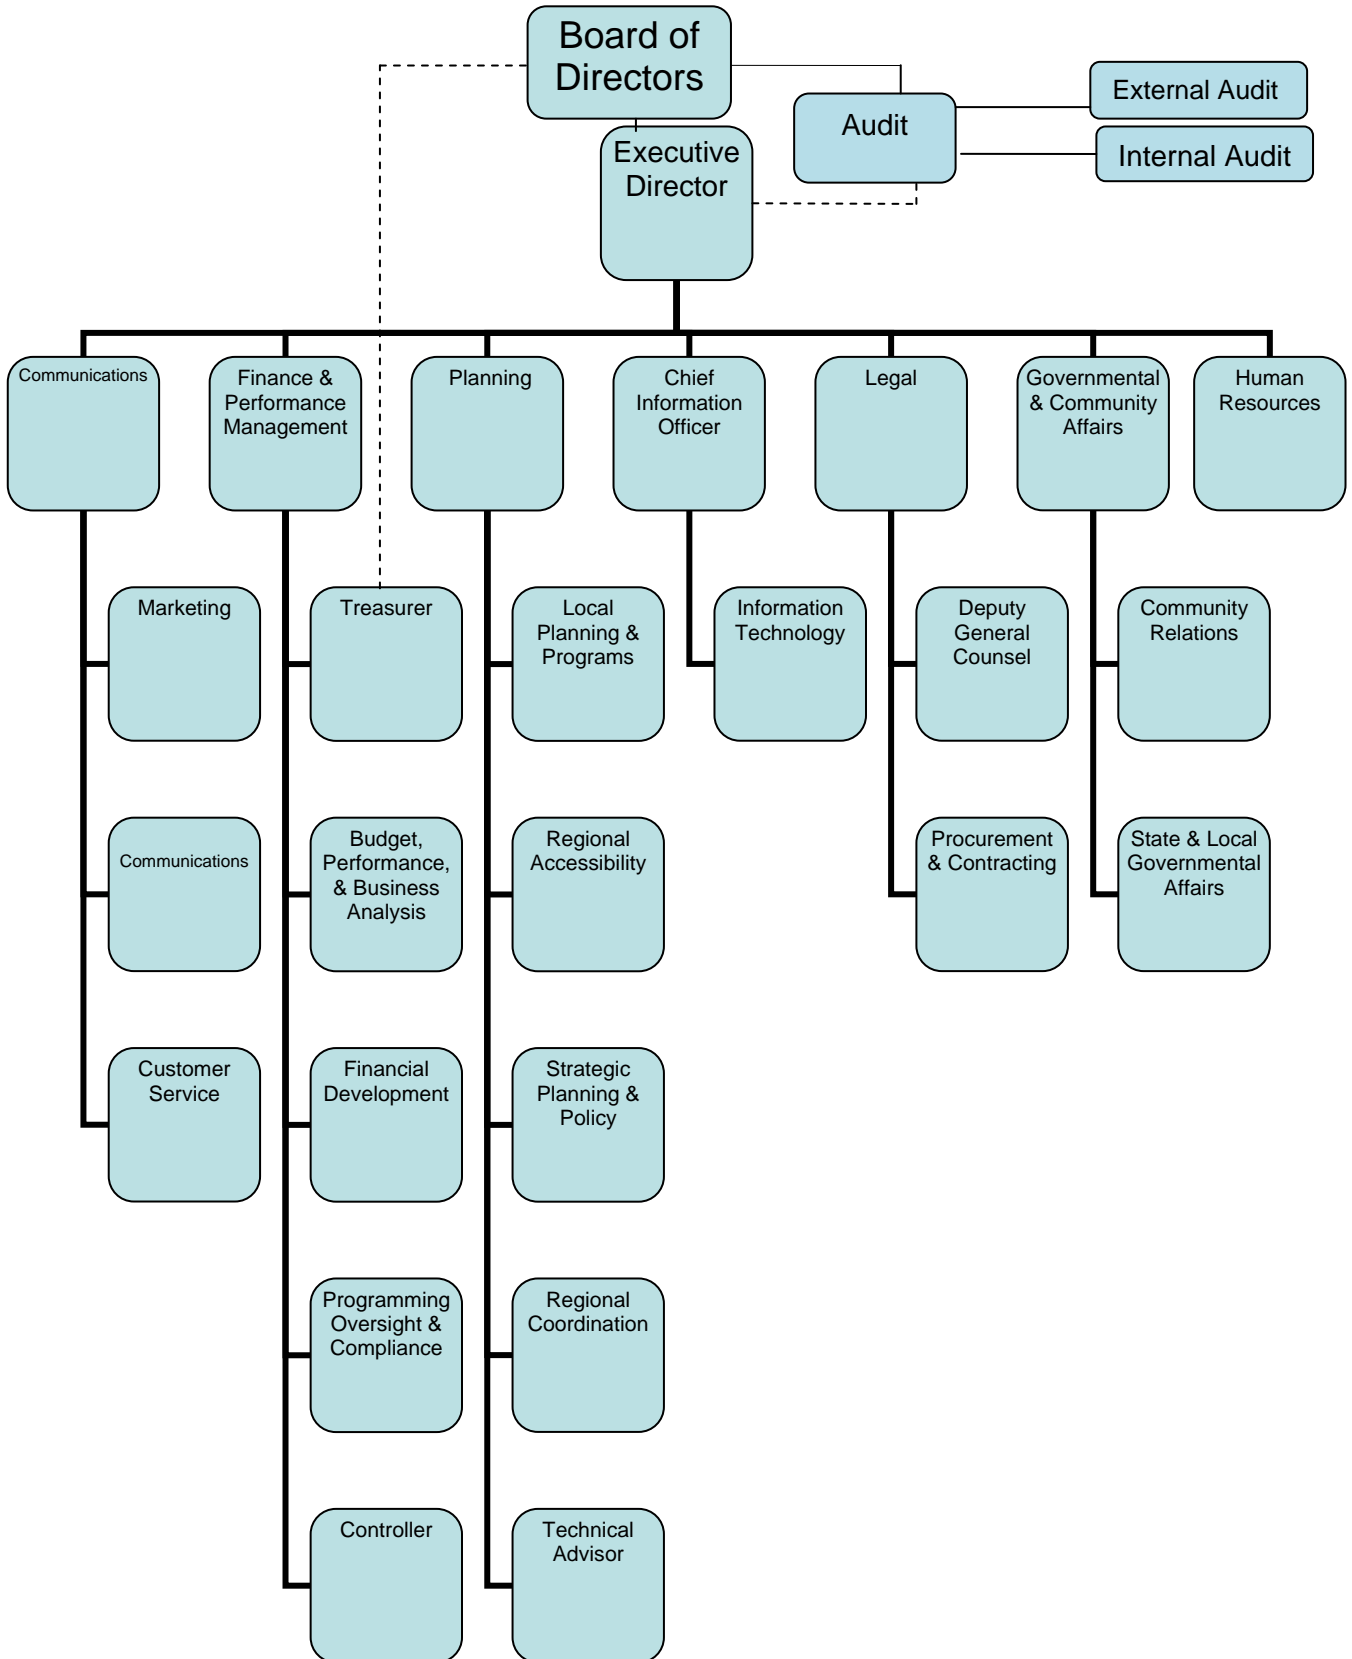 Board of
Directors
External Audit
Audit
Internal Audit
Executive
Director
Communications
Finance &
Performance
Management
Planning
Chief
Information
Officer
Legal
Governmental
& Community
Affairs
Human
Resources
Marketing
Treasurer
Local
Planning &
Programs
Information
Technology
Deputy
General
Counsel
Community
Relations
Communications
Budget,
Performance,
& Business
Analysis
Regional
Accessibility
Procurement
& Contracting
State & Local
Governmental
Affairs
Customer
Service
Financial
Development
Strategic
Planning &
Policy
Programming
Oversight &
Compliance
Regional
Coordination
Controller
Technical
Advisor